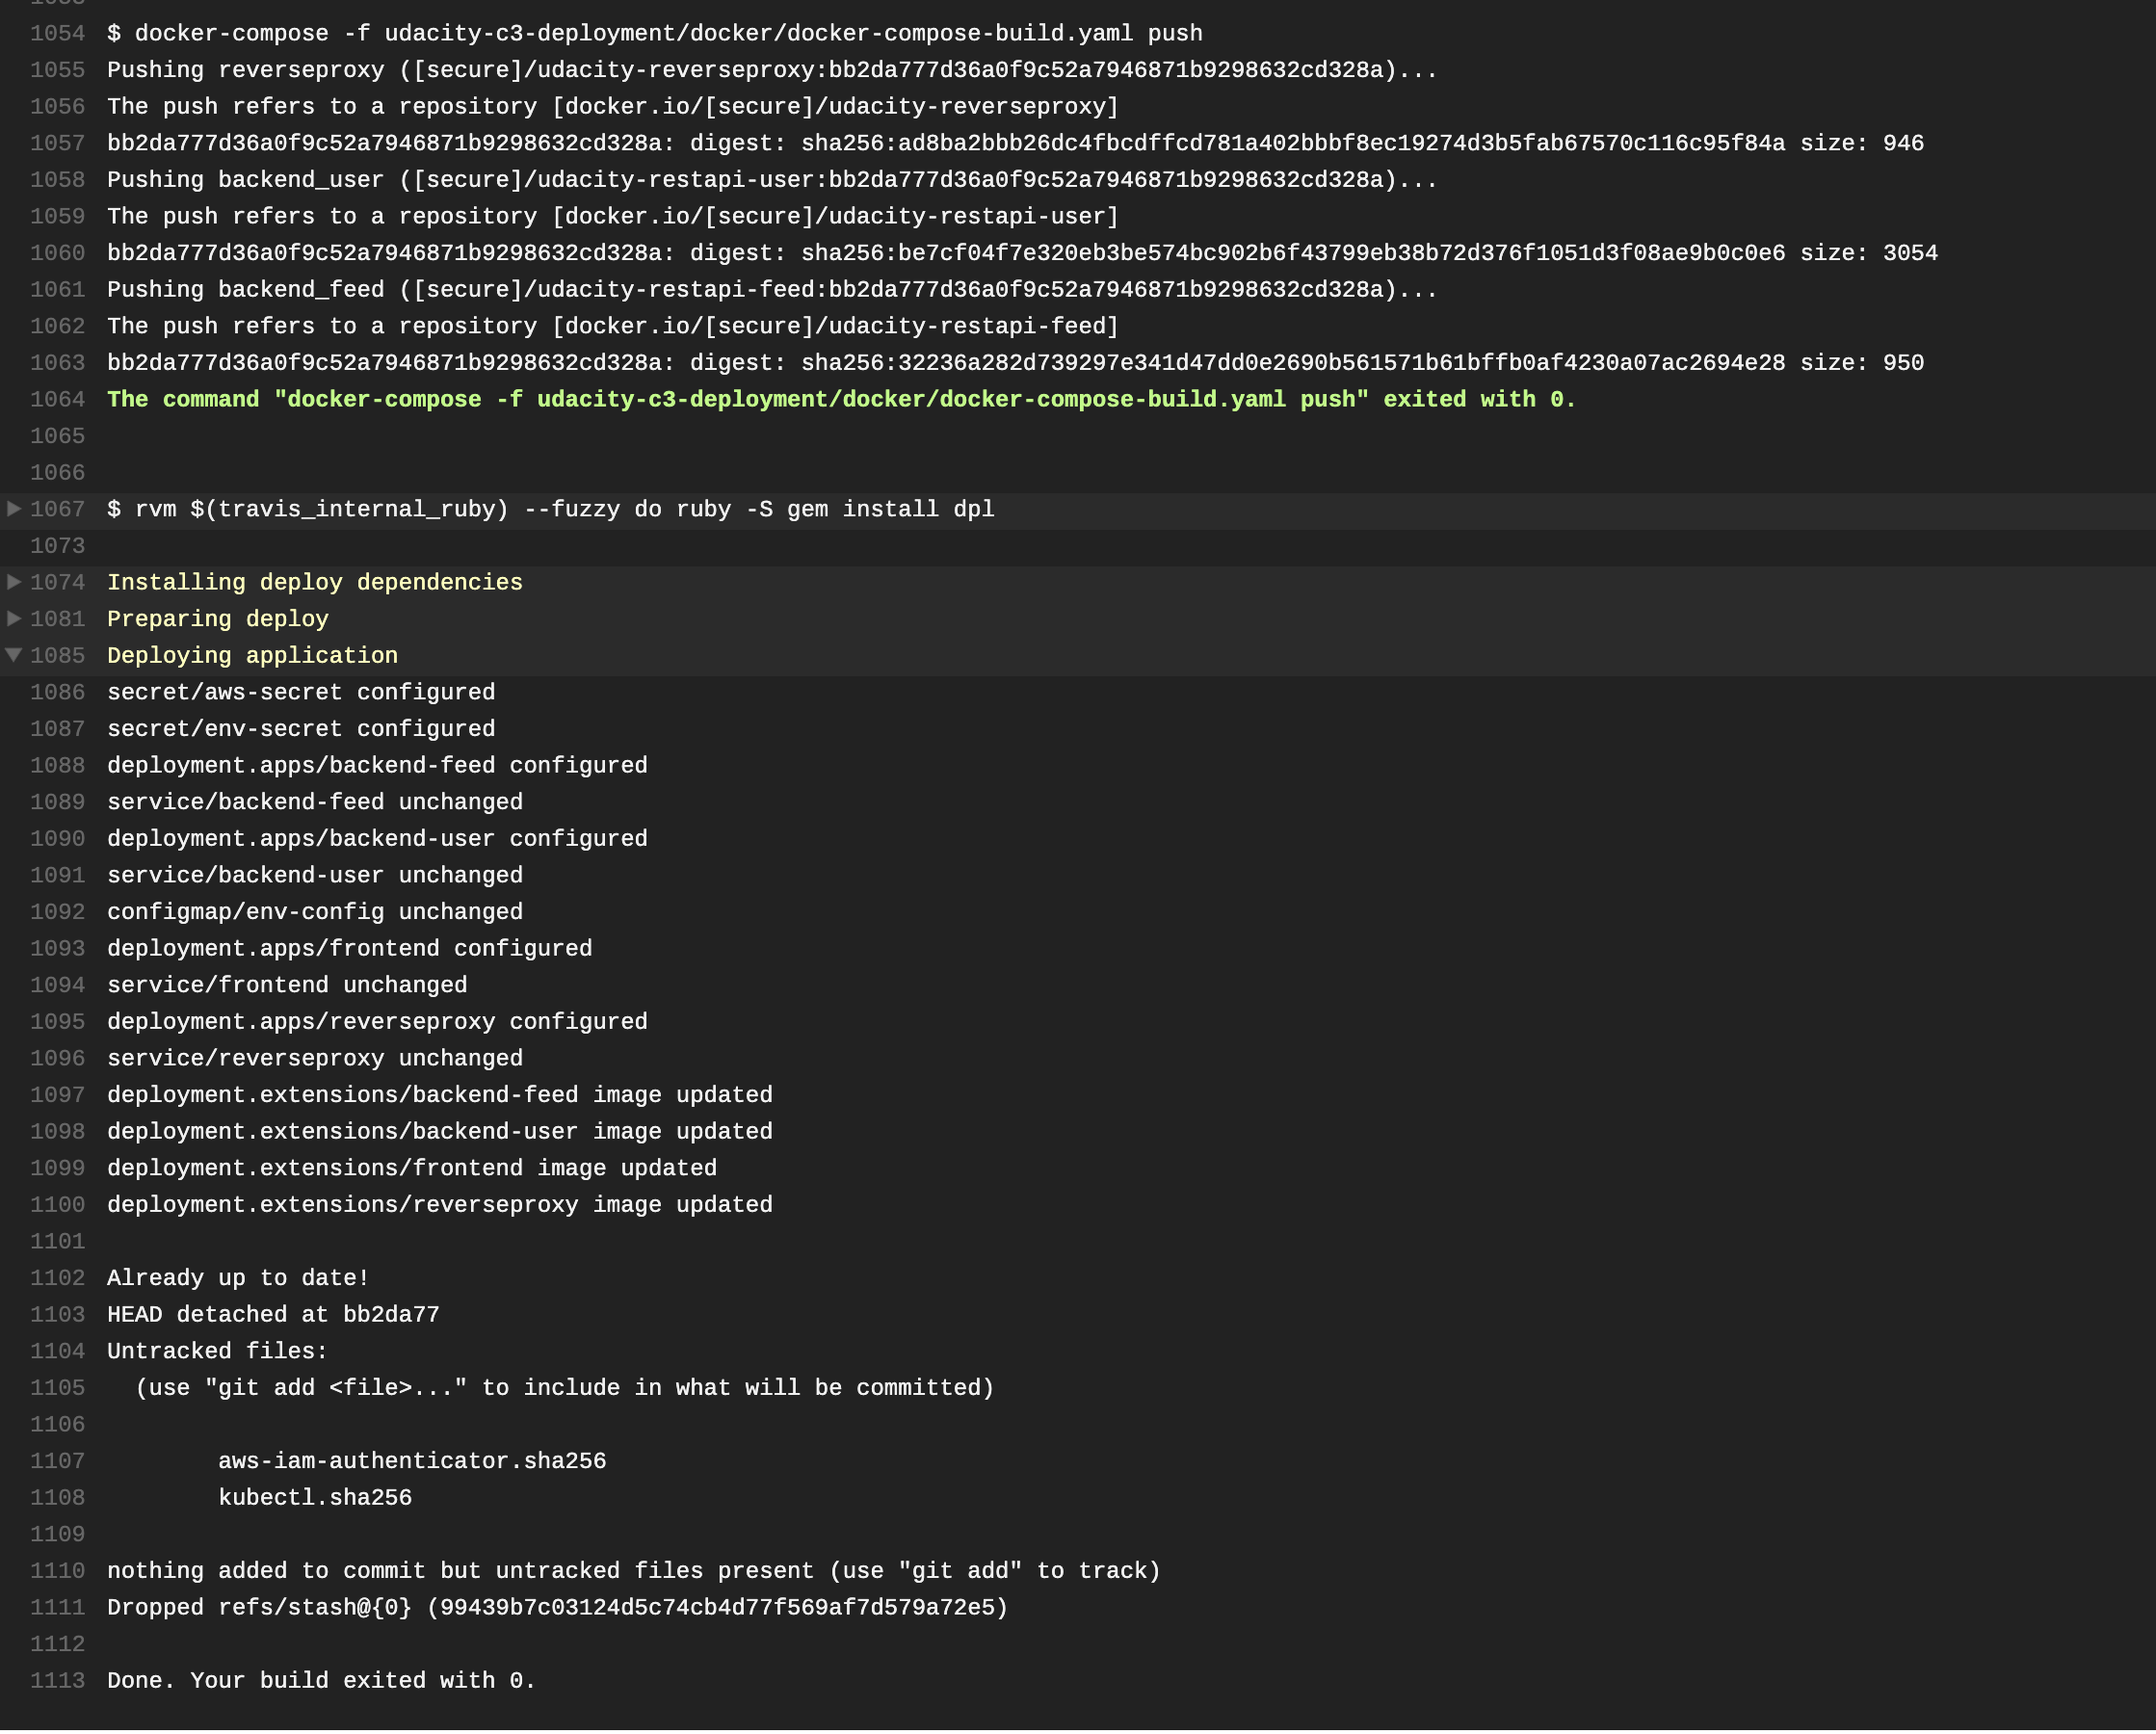 1054 $ docker-compose -f udacity-c3-deployment/docker/docker-compose-build.yaml push
1055 Pushing reverseproxy ([secure]/udacity-reverseproxy:bb2da777d36a0f9c52a7946871b9298632cd328a)...
1056 The push refers to a repository [docker.io/[secure]/udacity-reverseproxy]
1057 bb2da777d36a0f9c52a7946871b9298632cd328a: digest: sha256:ad8ba2bbb26dc4fbcdffcd781a402bbbf8ec19274d3b5fab67570c116c95f84a size: 946
1058 Pushing backend_user ([secure]/udacity-restapi-user:bb2da777d36a0f9c52a7946871b9298632cd328a)...
1059 The push refers to a repository [docker.io/[secure]/udacity-restapi-user]
1060 bb2da777d36a0f9c52a7946871b9298632cd328a: digest: sha256:be7cf04f7e320eb3be574bc902b6f43799eb38b72d376f1051d3f08ae9b0c0e6 size: 3054
1061 Pushing backend_feed ([secure]/udacity-restapi-feed:bb2da777d36a0f9c52a7946871b9298632cd328a)...
1062 The push refers to a repository [docker.io/[secure]/udacity-restapi-feed]
1063 bb2da777d36a0f9c52a7946871b9298632cd328a: digest: sha256:32236a282d739297e341d47dd0e2690b561571b61bffb0af4230a07ac2694e28 size: 950
1064 The command "docker-compose -f udacity-c3-deployment/docker/docker-compose-build.yaml push" exited with 0.
1065
1066
1067 $ rvm $(travis_internal_ruby) --fuzzy do ruby -S gem install dpl
1073
1074 Installing deploy dependencies
1081 Preparing deploy
1085 Deploying application
1086 secret/aws-secret configured
1087 secret/env-secret configured
1088 deployment.apps/backend-feed configured
1089 service/backend-feed unchanged
1090 deployment.apps/backend-user configured
1091 service/backend-user unchanged
1092 configmap/env-config unchanged
1093 deployment.apps/frontend configured
1094 service/frontend unchanged
1095 deployment.apps/reverseproxy configured
1096 service/reverseproxy unchanged
1097 deployment.extensions/backend-feed image updated
1098 deployment.extensions/backend-user image updated
1099 deployment.extensions/frontend image updated
1100 deployment.extensions/reverseproxy image updated
1101
1102 Already up to date!
1103 HEAD detached at bb2da77
1104 Untracked files:
1105   (use "git add <file>..." to include in what will be committed)
1106
1107         aws-iam-authenticator.sha256
1108         kubectl.sha256
1109
1110 nothing added to commit but untracked files present (use "git add" to track)
1111 Dropped refs/stash@{0} (99439b7c03124d5c74cb4d77f569af7d579a72e5)
1112
1113 Done. Your build exited with 0.